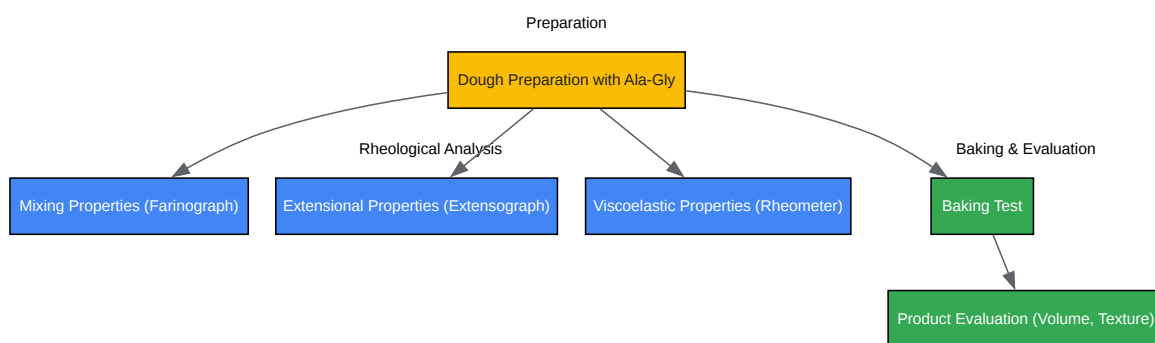 Preparation
Dough Preparation with Ala-Gly
Rheological Analysis
Baking & Evaluation
Mixing Properties (Farinograph)
Extensional Properties (Extensograph)
Viscoelastic Properties (Rheometer)
Baking Test
Product Evaluation (Volume, Texture)